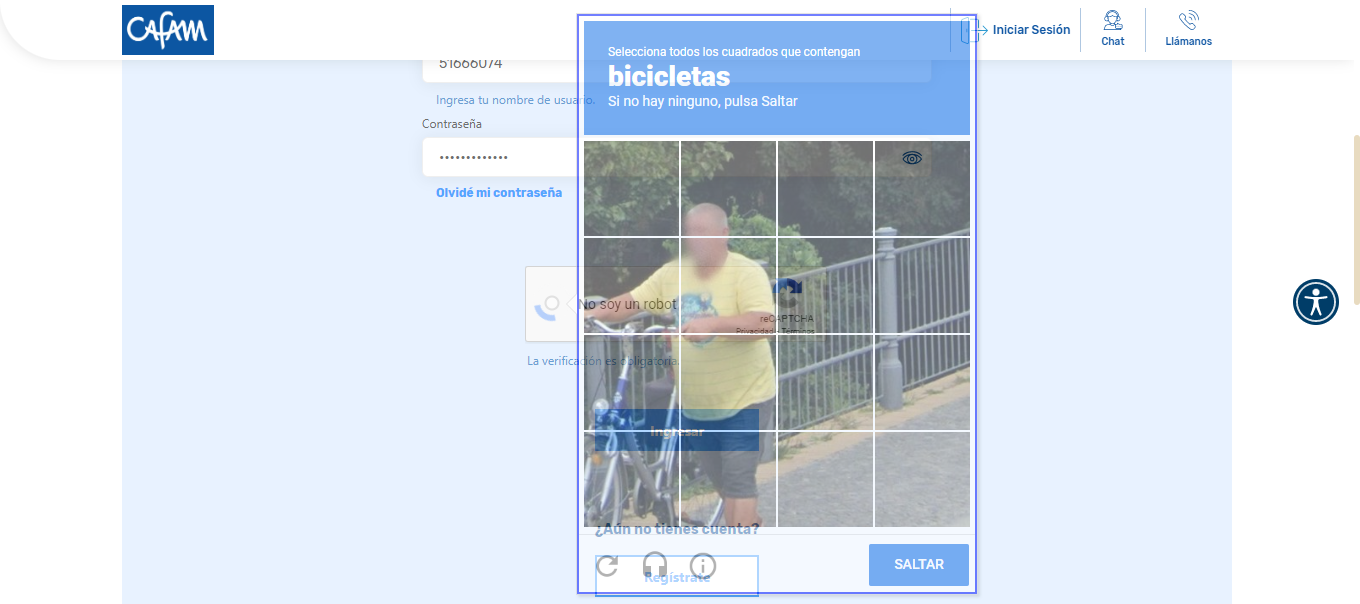 CAFAM
Iniciar Sesión
Chat
Llámanos
51666074
Ingresa tu nombre de usuario.
Contraseña
•••••••••••••
Olvidé mi contraseña
Selecciona todos los cuadrados que contengan
bicicletas
Si no hay ninguno, pulsa Saltar
No soy un robot
reCAPTCHA
Privacidad - Términos
La verificación es obligatoria.
Ingresar
¿Aún no tienes cuenta?
Regístrate
SALTAR